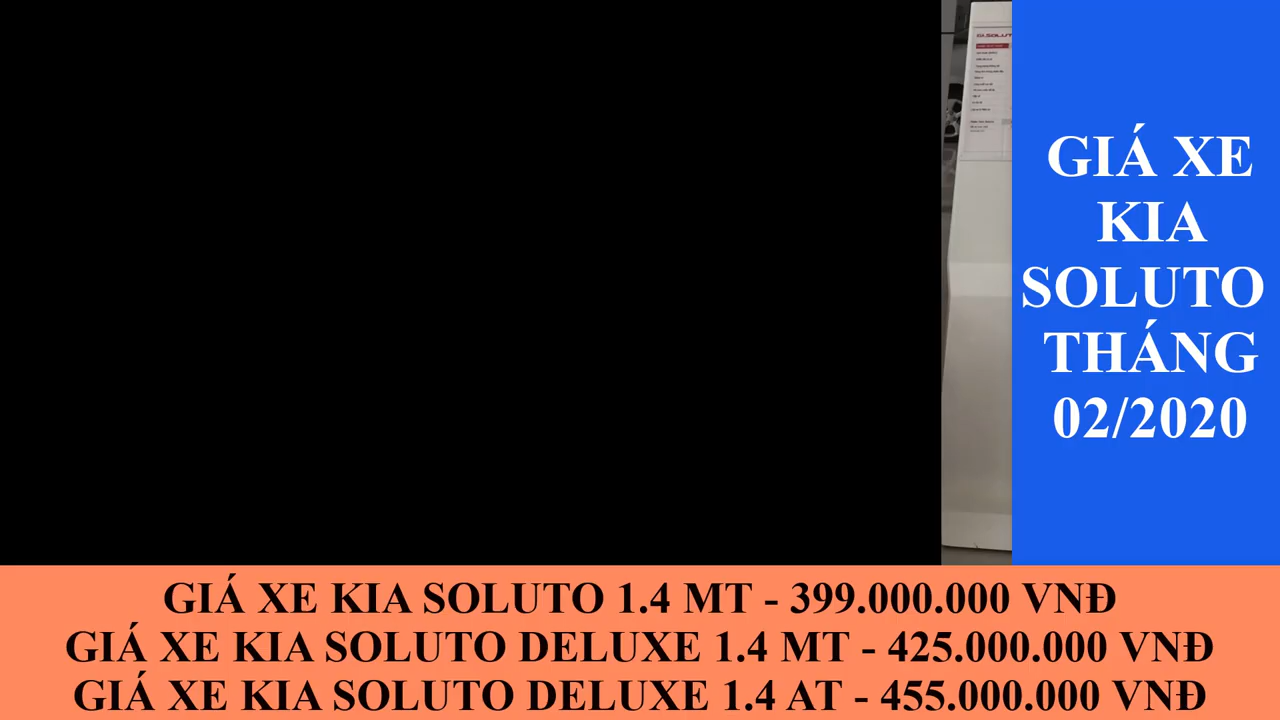 GIÁ XE
KIA
SOLUTO
THÁNG
02/2020
GIÁ XE KIA SOLUTO 1.4 MT - 399.000.000 VNĐ
GIÁ XE KIA SOLUTO DELUXE 1.4 MT - 425.000.000 VNĐ
GIÁ XE KIA SOLUTO DELUXE 1.4 AT - 455.000.000 VNĐ